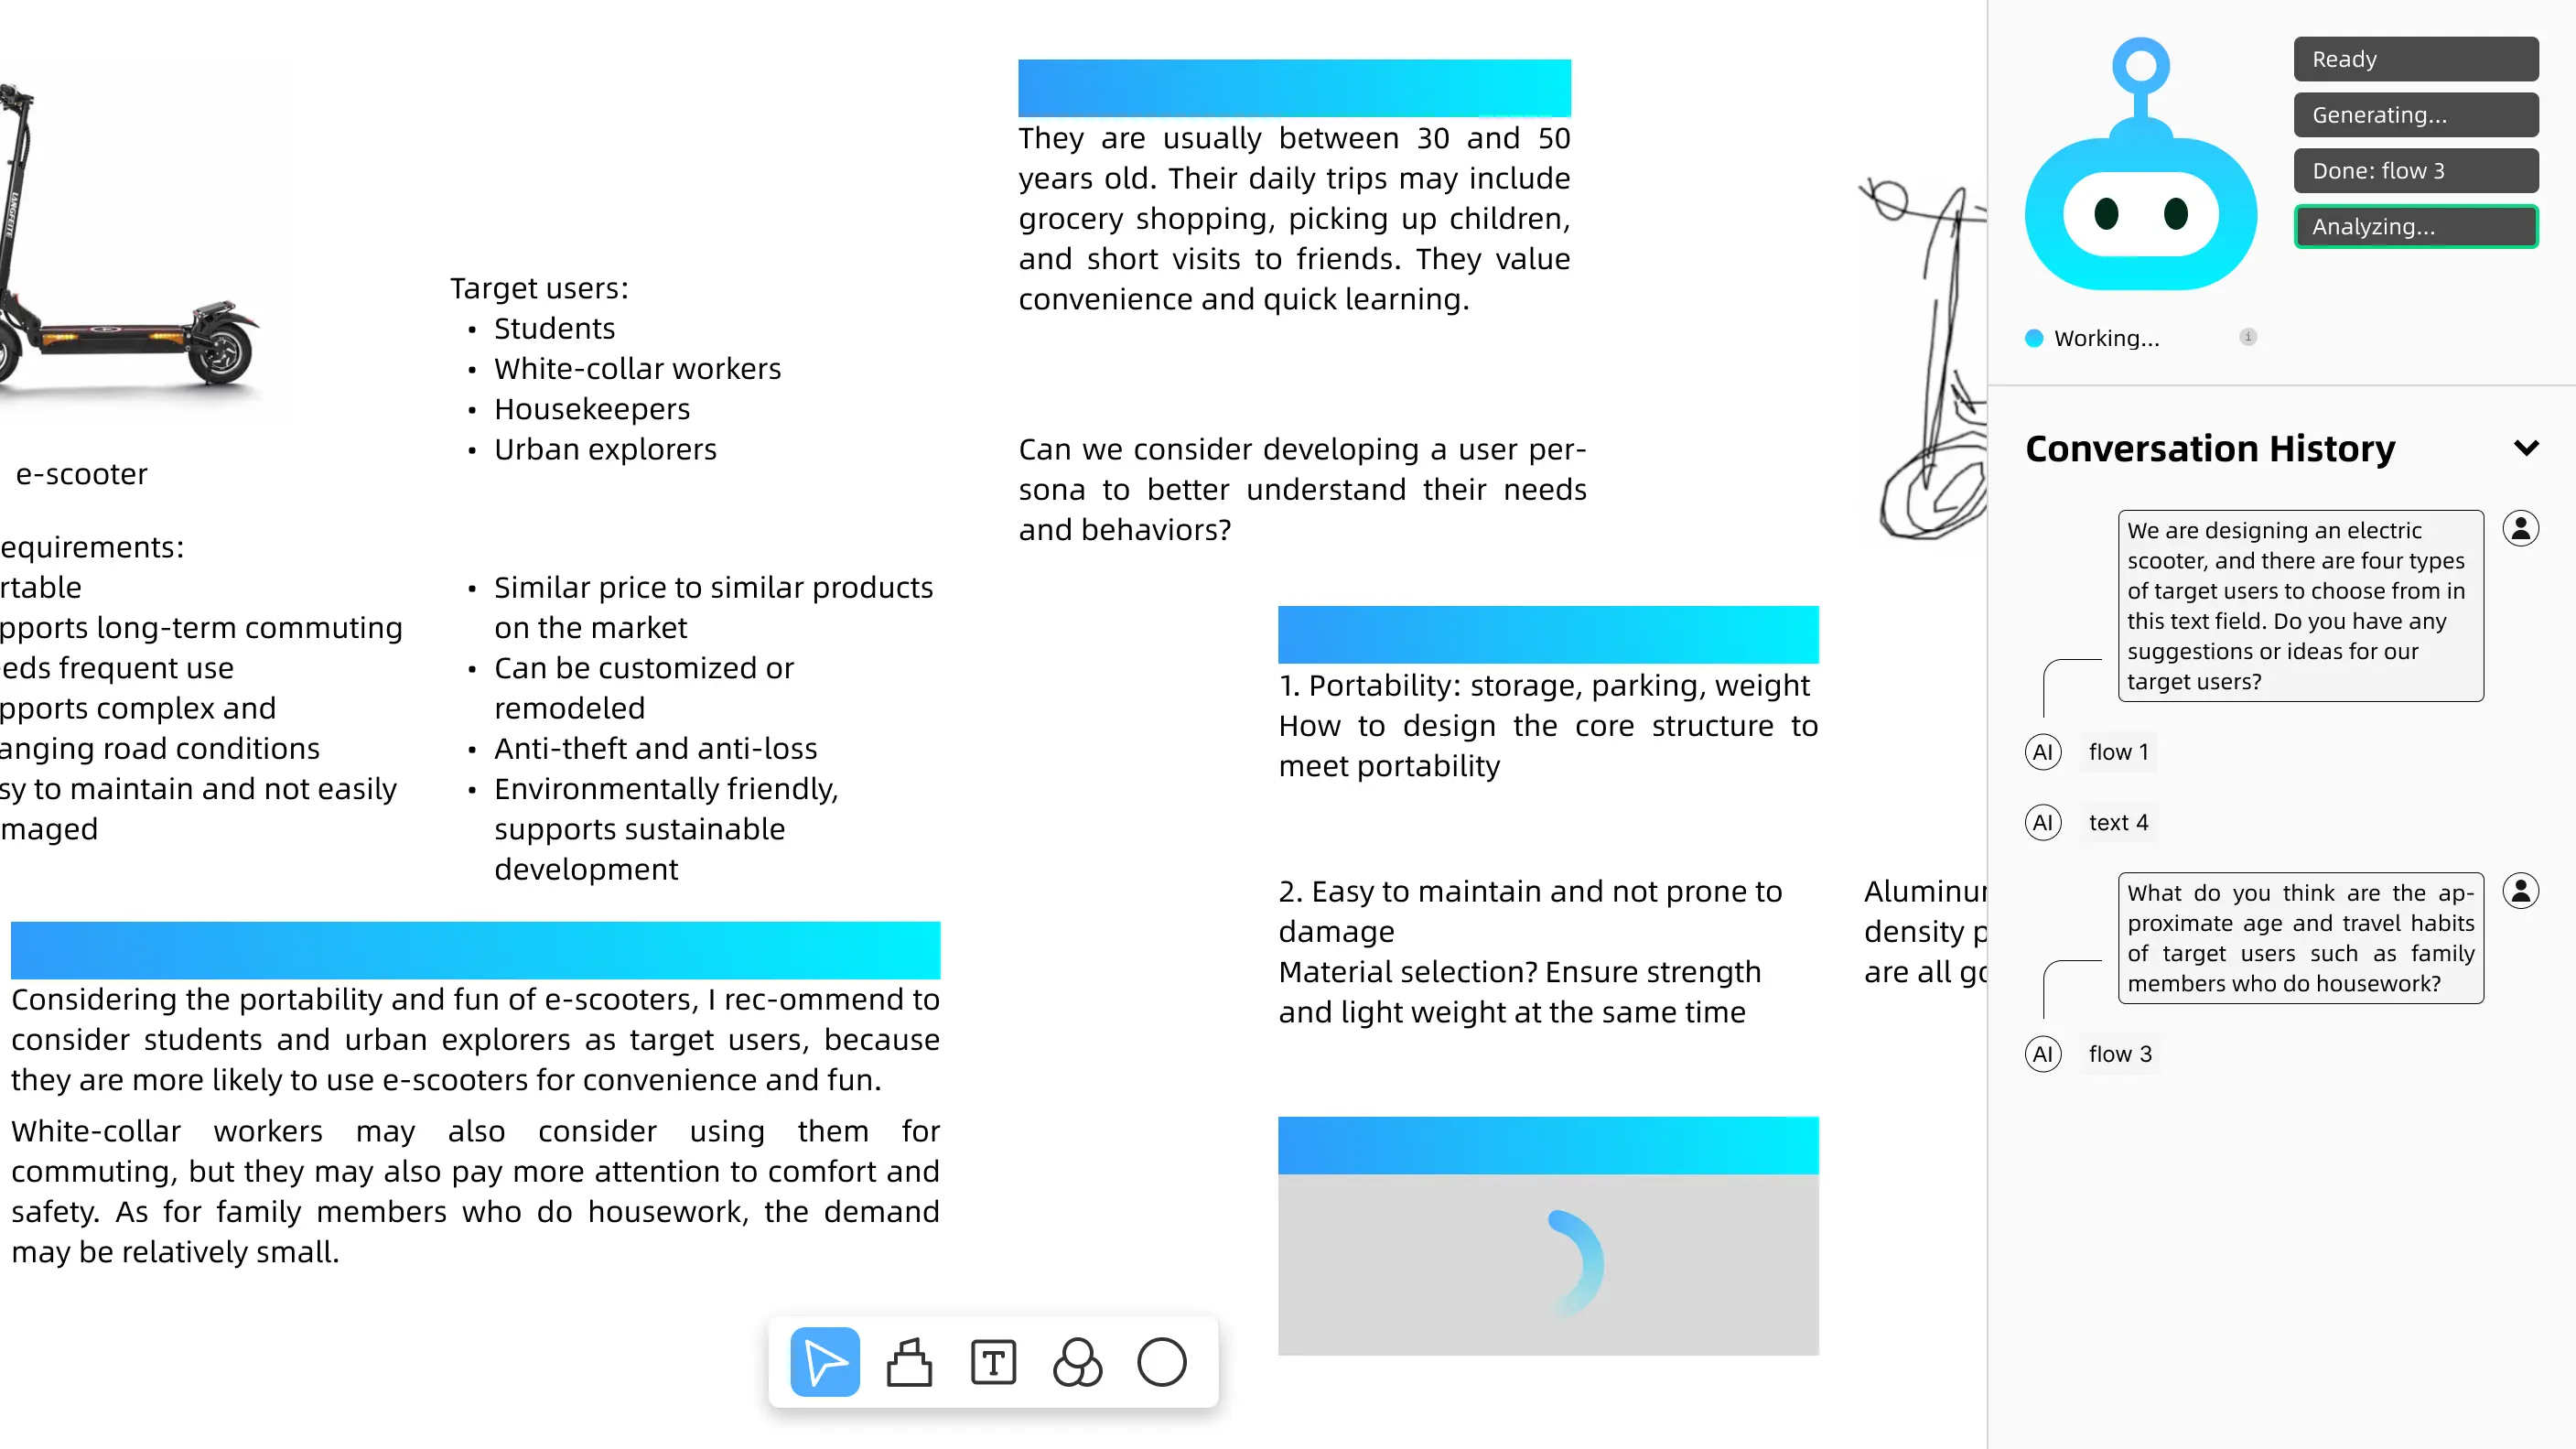 LANGFEITE
e-scooter
Target users:
• Students
• White-collar workers
• Housekeepers
• Urban explorers
equirements:
rtable
pports long-term commuting
eds frequent use
pports complex and
anging road conditions
sy to maintain and not easily
maged
• Similar price to similar products
on the market
• Can be customized or
remodeled
• Anti-theft and anti-loss
• Environmentally friendly,
supports sustainable
development
Considering the portability and fun of e-scooters, I rec-ommend to
consider students and urban explorers as target users, because
they are more likely to use e-scooters for convenience and fun.
White-collar workers may also consider using them for
commuting, but they may also pay more attention to comfort and
safety. As for family members who do housework, the demand
may be relatively small.
They are usually between 30 and 50
years old. Their daily trips may include
grocery shopping, picking up children,
and short visits to friends. They value
convenience and quick learning.
Can we consider developing a user per-
sona to better understand their needs
and behaviors?
1. Portability: storage, parking, weight
How to design the core structure to
meet portability
2. Easy to maintain and not prone to
damage
Material selection? Ensure strength
and light weight at the same time
Aluminu
density p
are all go
T
Ready
Generating...
Done: flow 3
Analyzing...
Working...
i
Conversation History
We are designing an electric
scooter, and there are four types
of target users to choose from in
this text field. Do you have any
suggestions or ideas for our
target users?
AI flow 1
AI text 4
What do you think are the ap-
proximate age and travel habits
of target users such as family
members who do housework?
AI flow 3